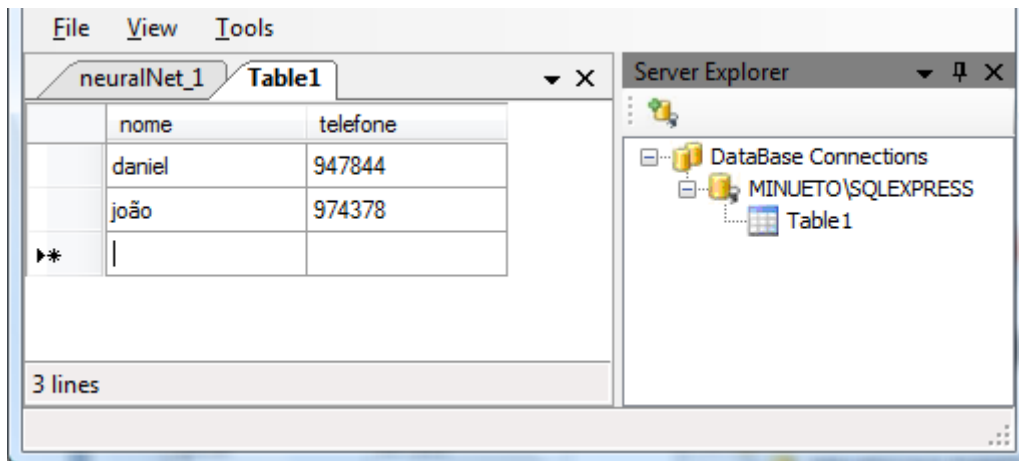 File View Tools
neuralNet_1 Table1
nome telefone
daniel 947844
joão 974378
3 lines
Server Explorer
DataBase Connections
MINUETO\SQLEXPRESS
Table1